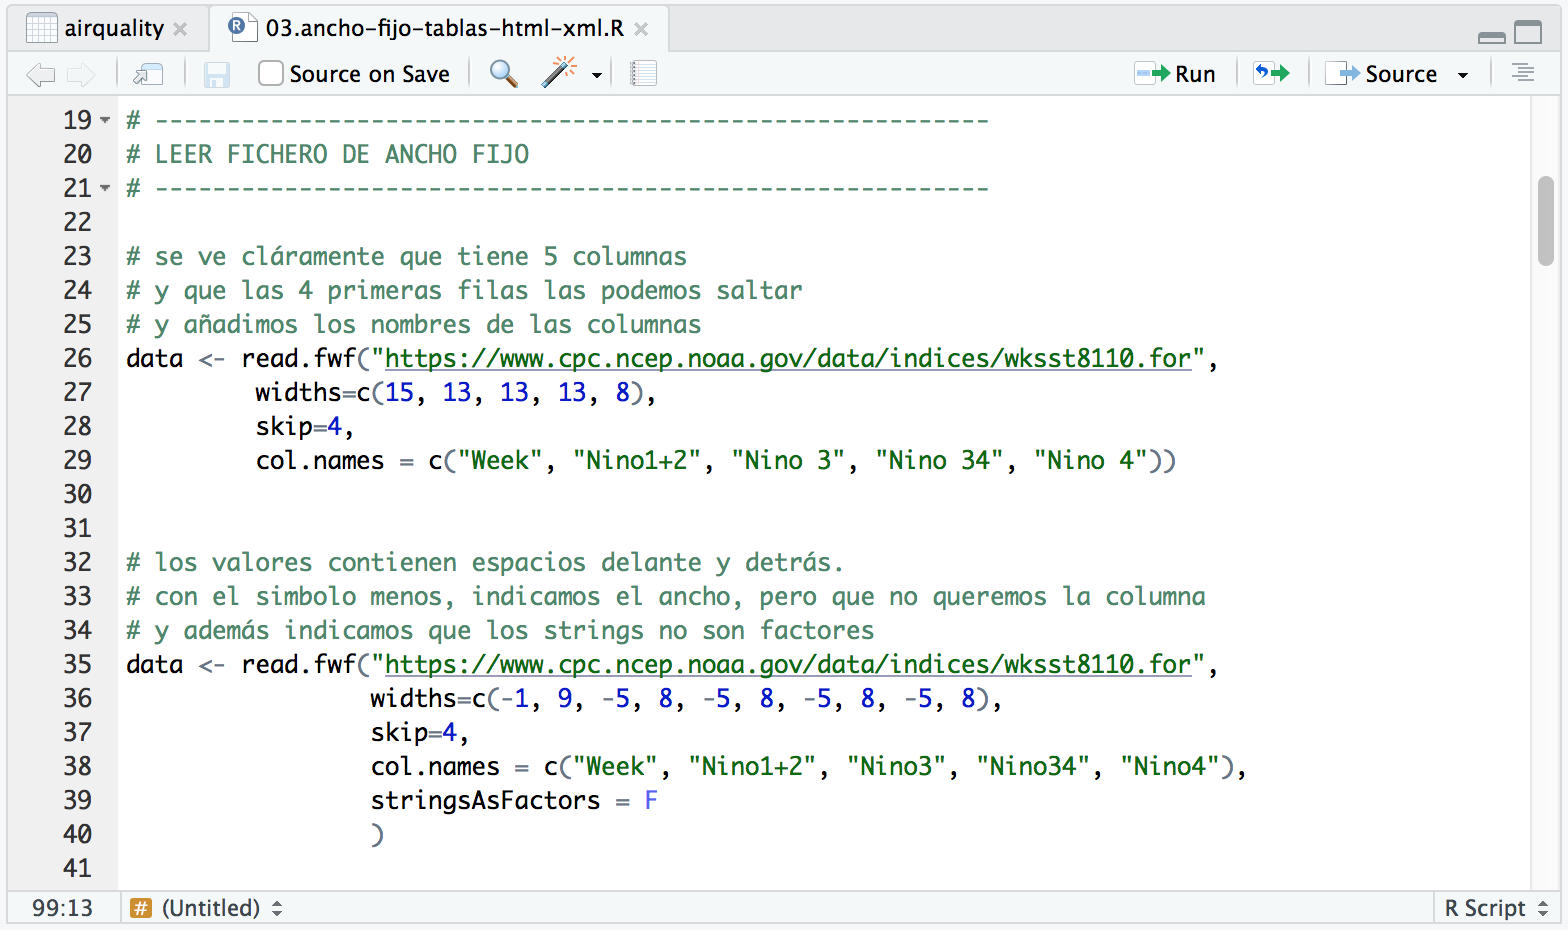 airquality
03.ancho-fijo-tablas-html-xml.R
Source on Save
Run
Source
19 # ----------------------------------------------------------
20 # LEER FICHERO DE ANCHO FIJO
21 # ----------------------------------------------------------
22
23 # se ve cláramente que tiene 5 columnas
24 # y que las 4 primeras filas las podemos saltar
25 # y añadimos los nombres de las columnas
26 data <- read.fwf("https://www.cpc.ncep.noaa.gov/data/indices/wksst8110.for",
27 widths=c(15, 13, 13, 13, 8),
28 skip=4,
29 col.names = c("Week", "Nino1+2", "Nino 3", "Nino 34", "Nino 4"))
30
31
32 # los valores contienen espacios delante y detrás.
33 # con el simbolo menos, indicamos el ancho, pero que no queremos la columna
34 # y además indicamos que los strings no son factores
35 data <- read.fwf("https://www.cpc.ncep.noaa.gov/data/indices/wksst8110.for",
36 widths=c(-1, 9, -5, 8, -5, 8, -5, 8, -5, 8),
37 skip=4,
38 col.names = c("Week", "Nino1+2", "Nino3", "Nino34", "Nino4"),
39 stringsAsFactors = F
40 )
41
99:13
# (Untitled)
R Script